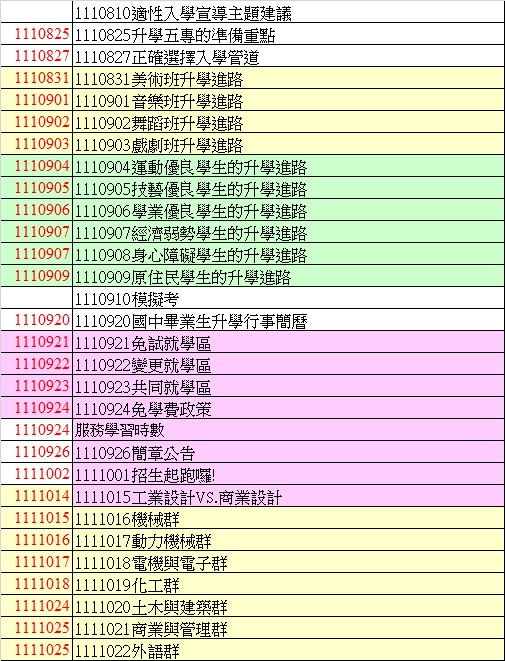 1110810適性入學宣導主題建議
1110825 1110825升學五專的準備重點
1110827 1110827正確選擇入學管道
1110831 1110831美術班升學進路
1110901 1110901音樂班升學進路
1110902 1110902舞蹈班升學進路
1110903 1110903戲劇班升學進路
1110904 1110904運動優良學生的升學進路
1110905 1110905技藝優良學生的升學進路
1110906 1110906學業優良學生的升學進路
1110907 1110907經濟弱勢學生的升學進路
1110907 1110908身心障礙學生的升學進路
1110909 1110909原住民學生的升學進路
1110910模擬考
1110920 1110920國中畢業生升學行事簡曆
1110921 1110921免試就學區
1110922 1110922變更就學區
1110923 1110923共同就學區
1110924 1110924免學費政策
1110924 服務學習時數
1110926 1110926簡章公告
1111002 1111001招生起跑囉!
1111014 1111015工業設計VS.商業設計
1111015 1111016機械群
1111016 1111017動力機械群
1111017 1111018電機與電子群
1111018 1111019化工群
1111024 1111020土木與建築群
1111025 1111021商業與管理群
1111025 1111022外語群